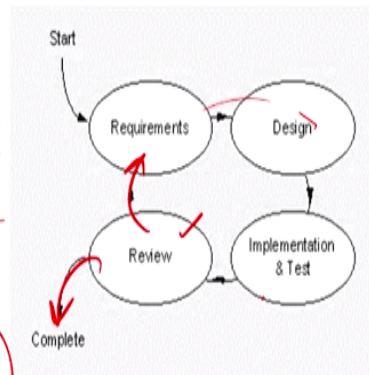 Start
Requirements
Design
Review
Implementation
& Test
Complete